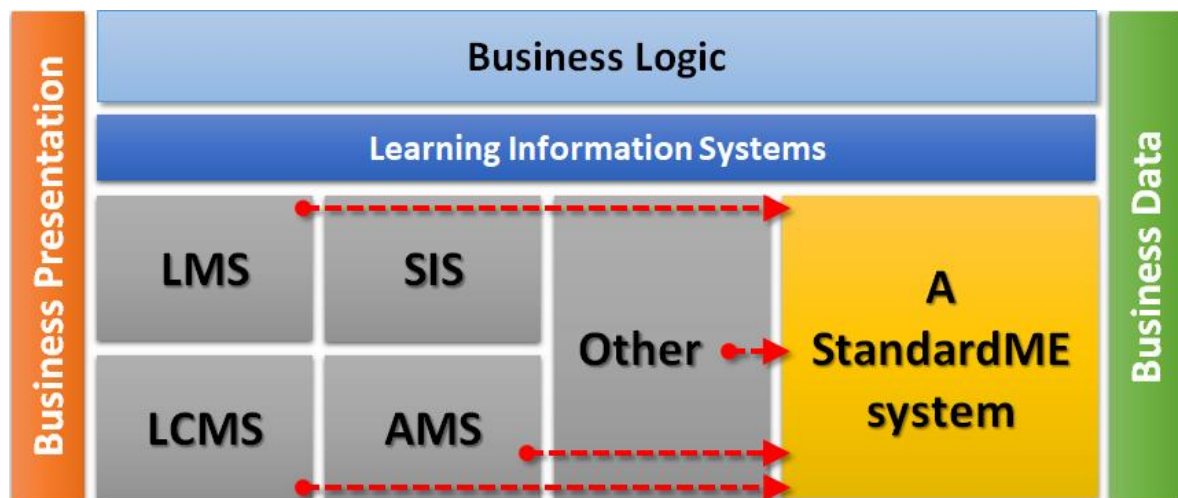 Business Presentation
Business Logic
Learning Information Systems
LMS
SIS
LCMS
AMS
Other
A
StandardME
system
Business Data